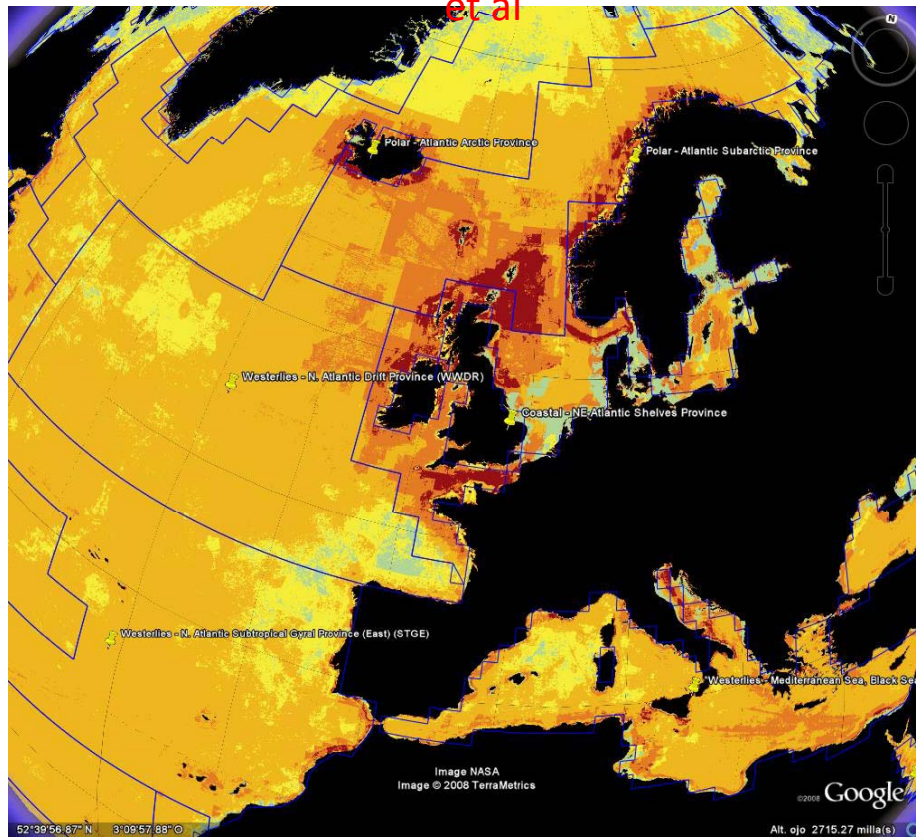 et al
N
Polar - Atlantic Arctic Province
Polar - Atlantic Subarctic Province
Westerlies - N. Atlantic Drift Province (WWDR)
Coastal - NE Atlantic Shelves Province
Westerlies - N. Atlantic Subtropical Gyral Province (East) (STGE)
Westerlies - Mediterranean Sea, Black Sea
Image NASA
Image © 2008 TerraMetrics
©2008 Google
52°39'56.87" N 3°09'57.88" O
Alt. ojo 2715.27 milla(s)